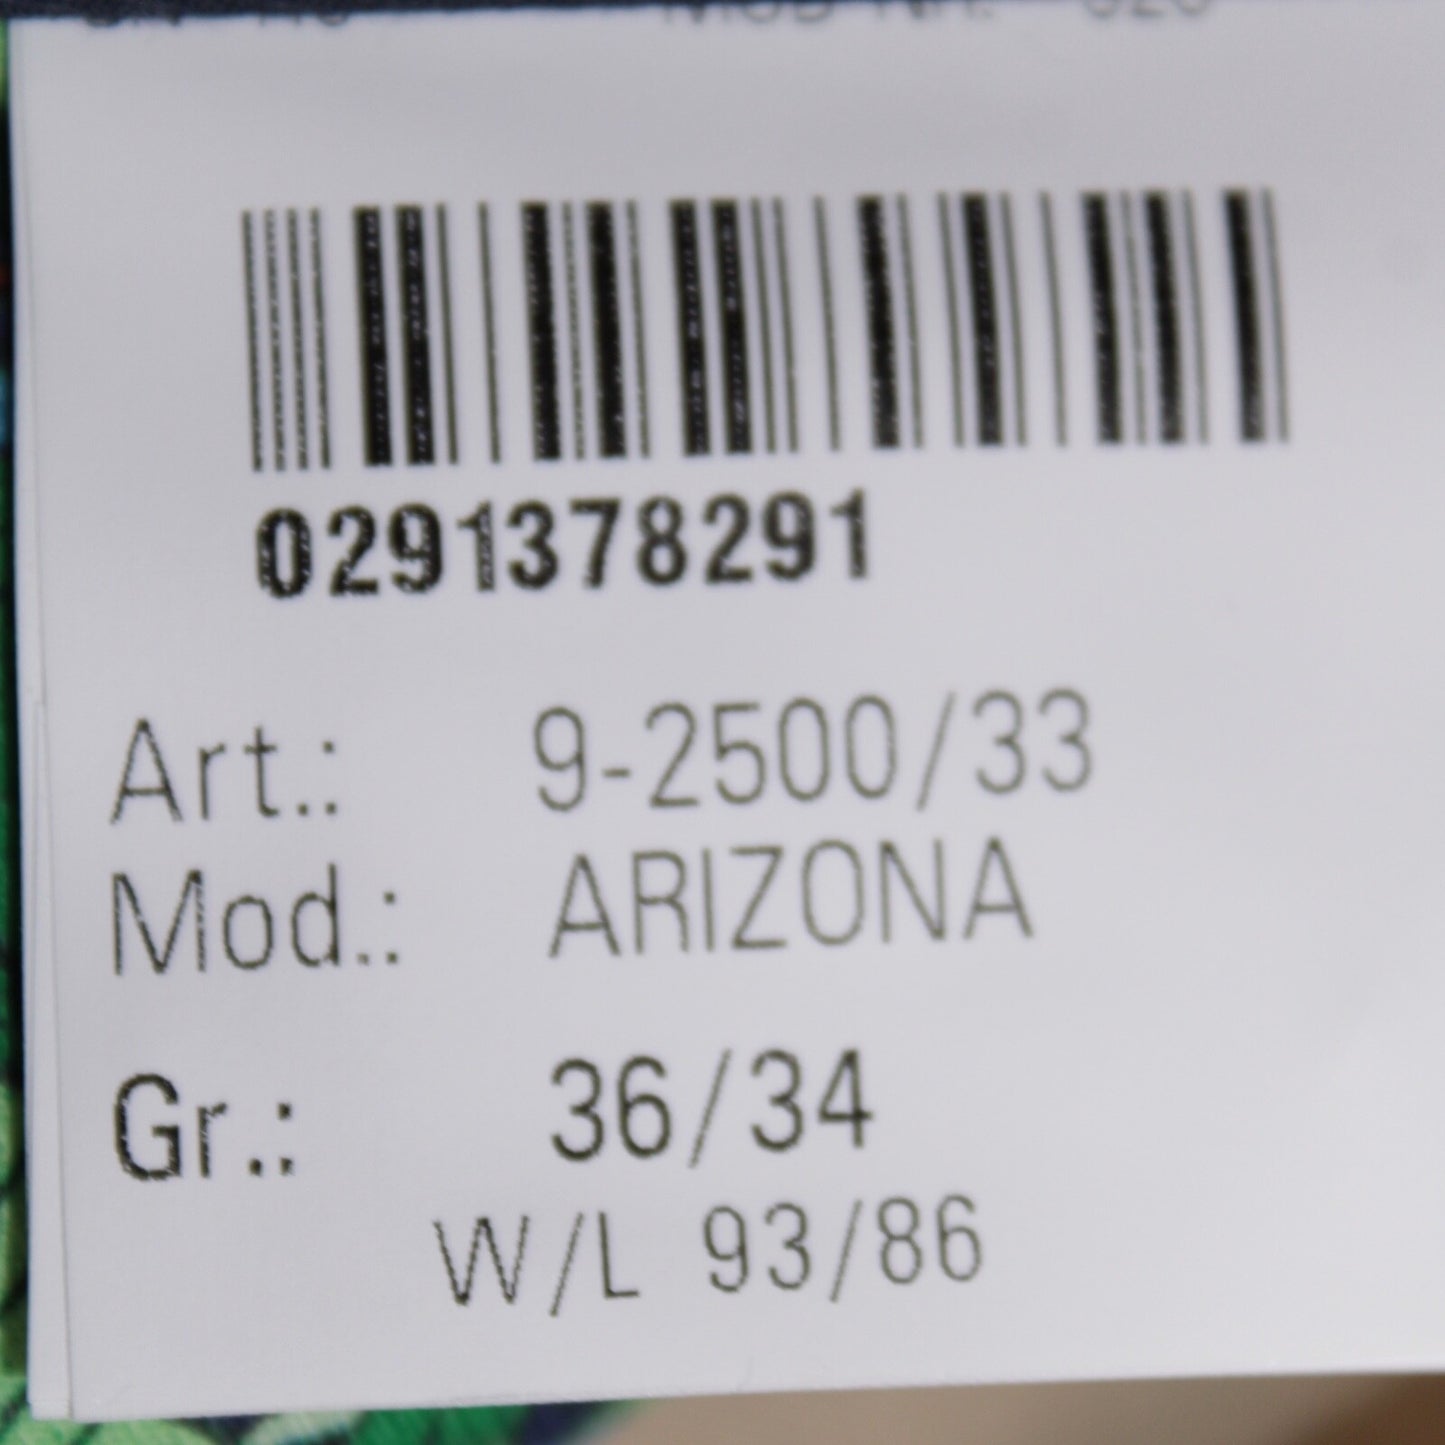 0291378291
Art.: 9-2500/33
Mod.: ARIZONA
Gr.: 36/34
W/L 93/86